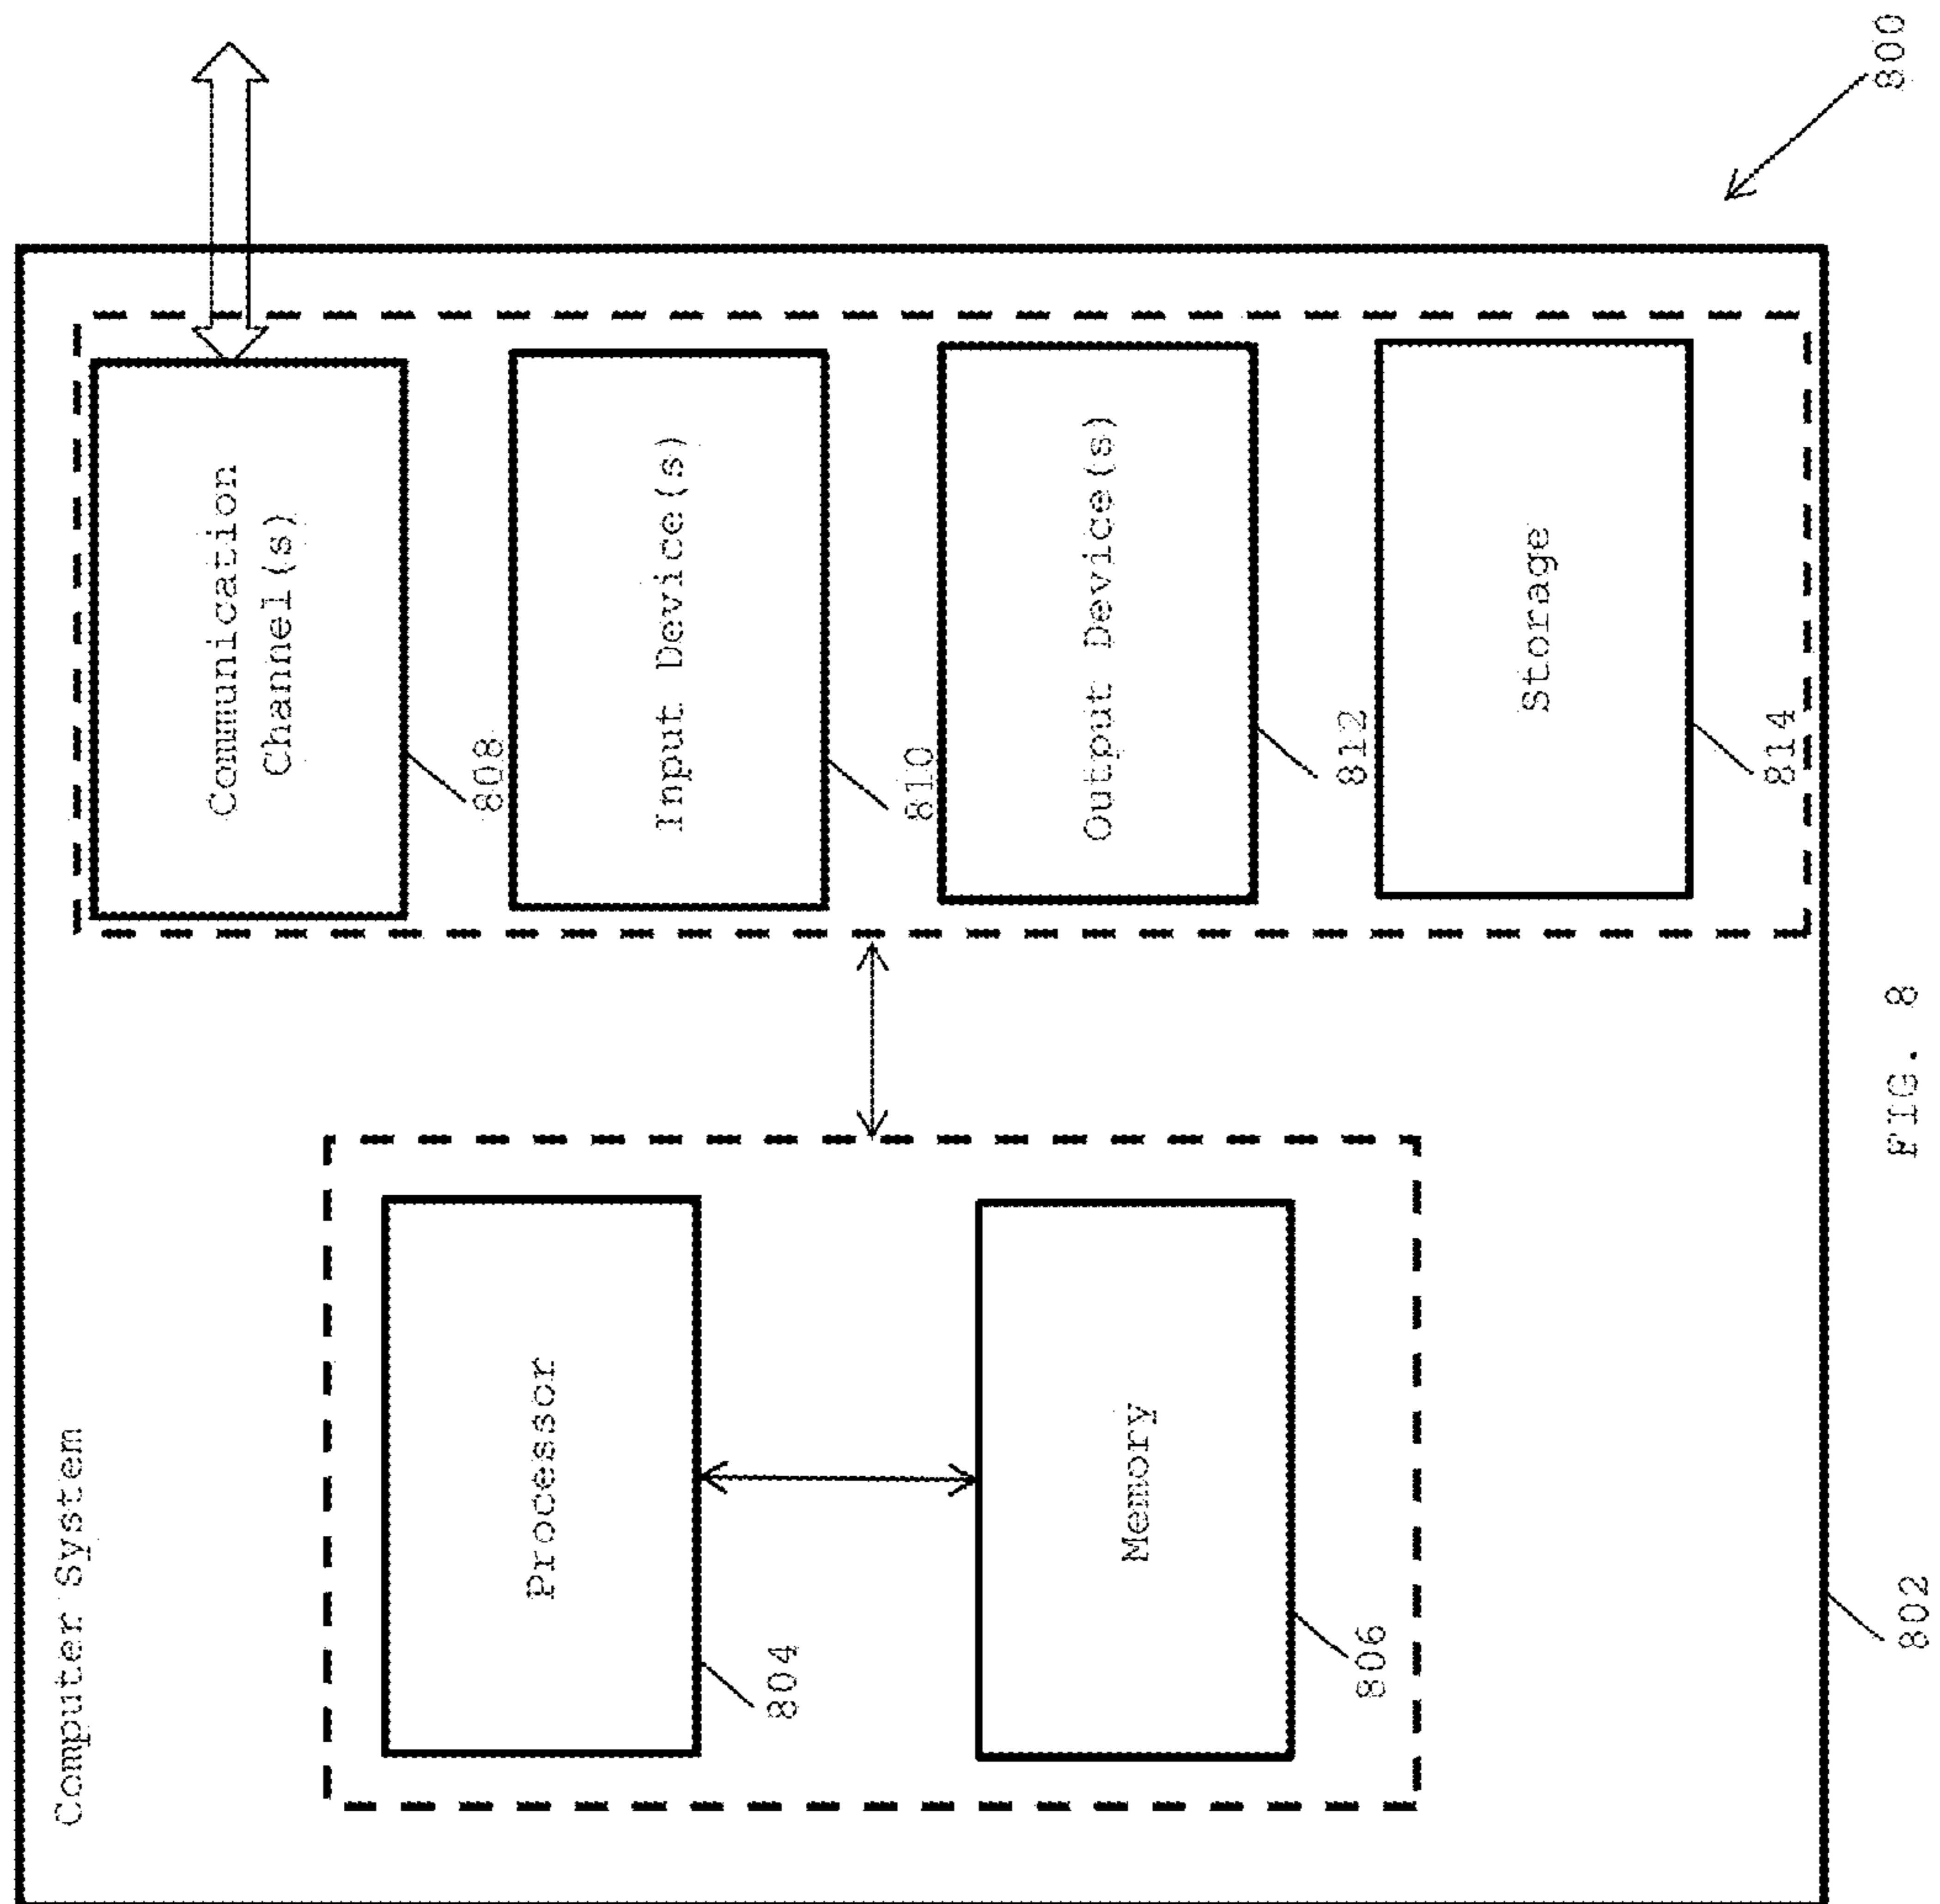 Computer System
Processor
804
Memory
806
Communication
Channel(s)
808
Input Device(s)
810
Output Device(s)
812
Storage
814
802
FIG. 8
800